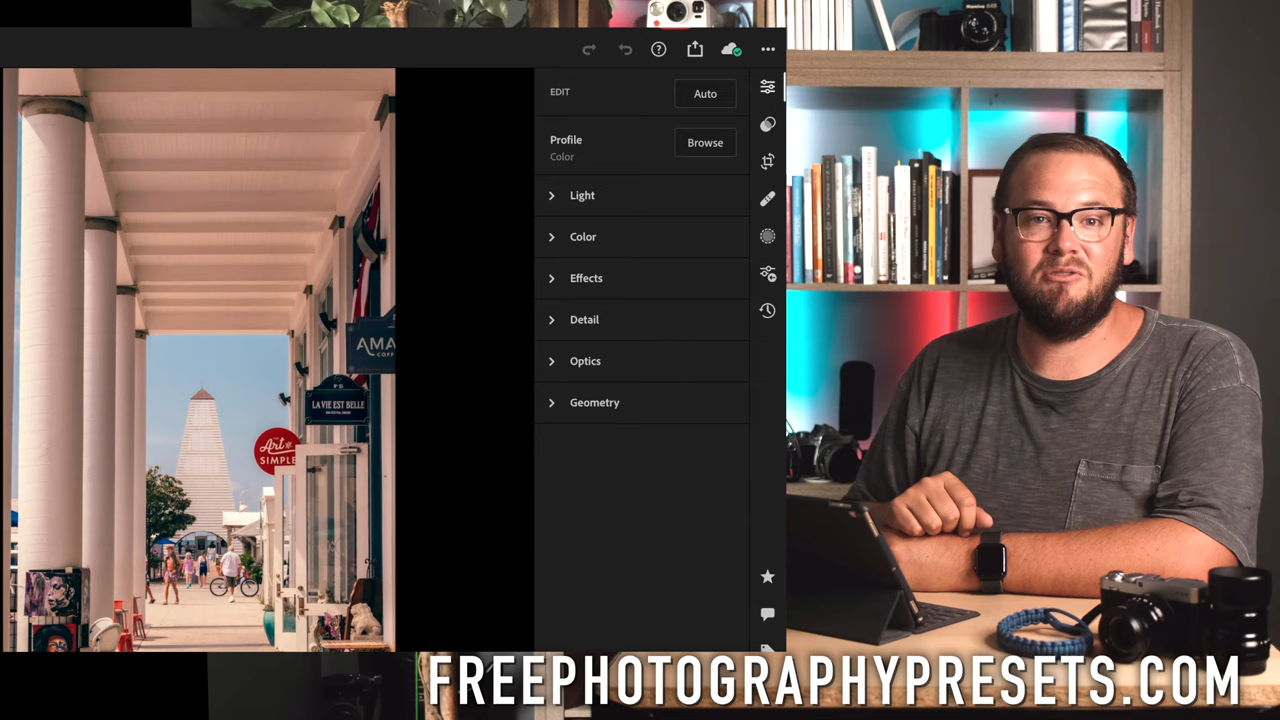 EDIT
Auto
Profile
Color
Browse
Light
Color
Effects
Detail
Optics
Geometry
LA VIE EST BELLE
Art
SIMPLE
FREEPHOTOGRAPHYPRESETS.COM